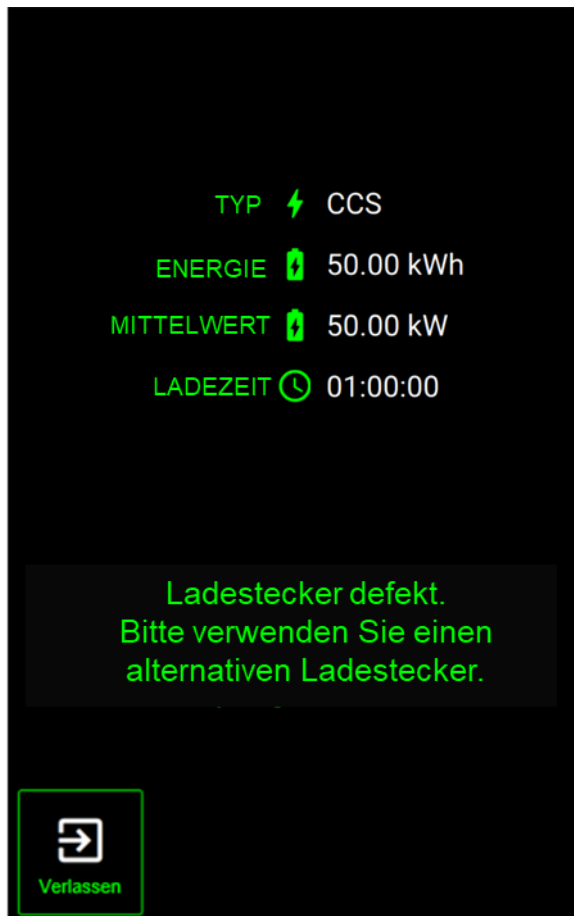 TYP CCS
ENERGIE 50.00 kWh
MITTELWERT 50.00 kW
LADEZEIT 01:00:00
Ladestecker defekt.
Bitte verwenden Sie einen
alternativen Ladestecker.
Verlassen